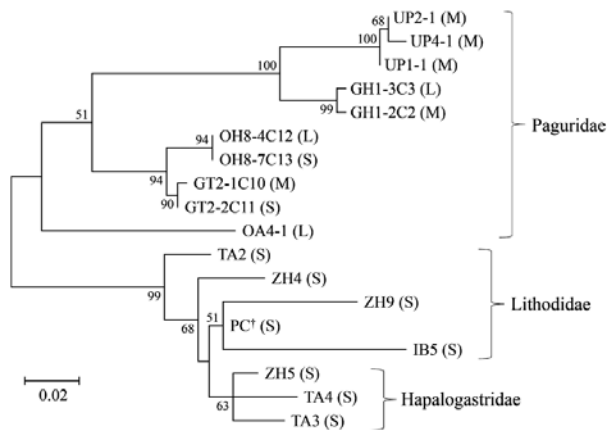 68
UP2-1 (M)
UP4-1 (M)
100
UP1-1 (M)
100
GH1-3C3 (L)
99
GH1-2C2 (M)
Paguridae
51
OH8-4C12 (L)
94
OH8-7C13 (S)
94
GT2-1C10 (M)
90
GT2-2C11 (S)
OA4-1 (L)
TA2 (S)
99
ZH4 (S)
ZH9 (S)
Lithodidae
51
PC† (S)
68
IB5 (S)
ZH5 (S)
0.02
TA4 (S)
Hapalogastridae
63
TA3 (S)